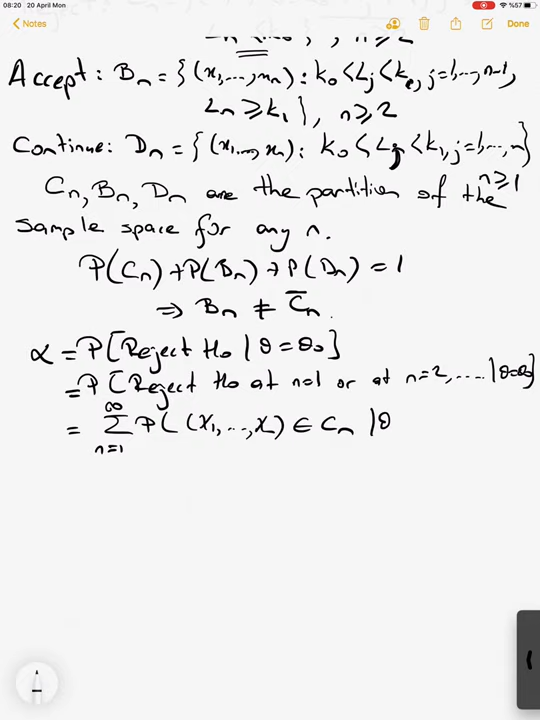 08:20 20 April Mon %57
Notes Done
Accept: Bn = {(x1,...,xn): k0 < Lj < k1, j=1,...,n-1,
Ln ⩾ k1}, n ⩾ 2
Continue: Dn = {(x1,...,xn): k0 < Lj < k1, j=1,...,n}
n ⩾ 1
Cn, Bn, Dn are the partition of the
sample space for any n.
P(Cn) + P(Bn) + P(Dn) = 1
⇒ Bn ≠ C̅n.
α = P[Reject H0 | θ = θ0]
= P[Reject H0 at n=1 or at n=2, ..... | θ=θ0]
= ∞ Σ n=1 P((X1,...,X) ∈ Cn | θ